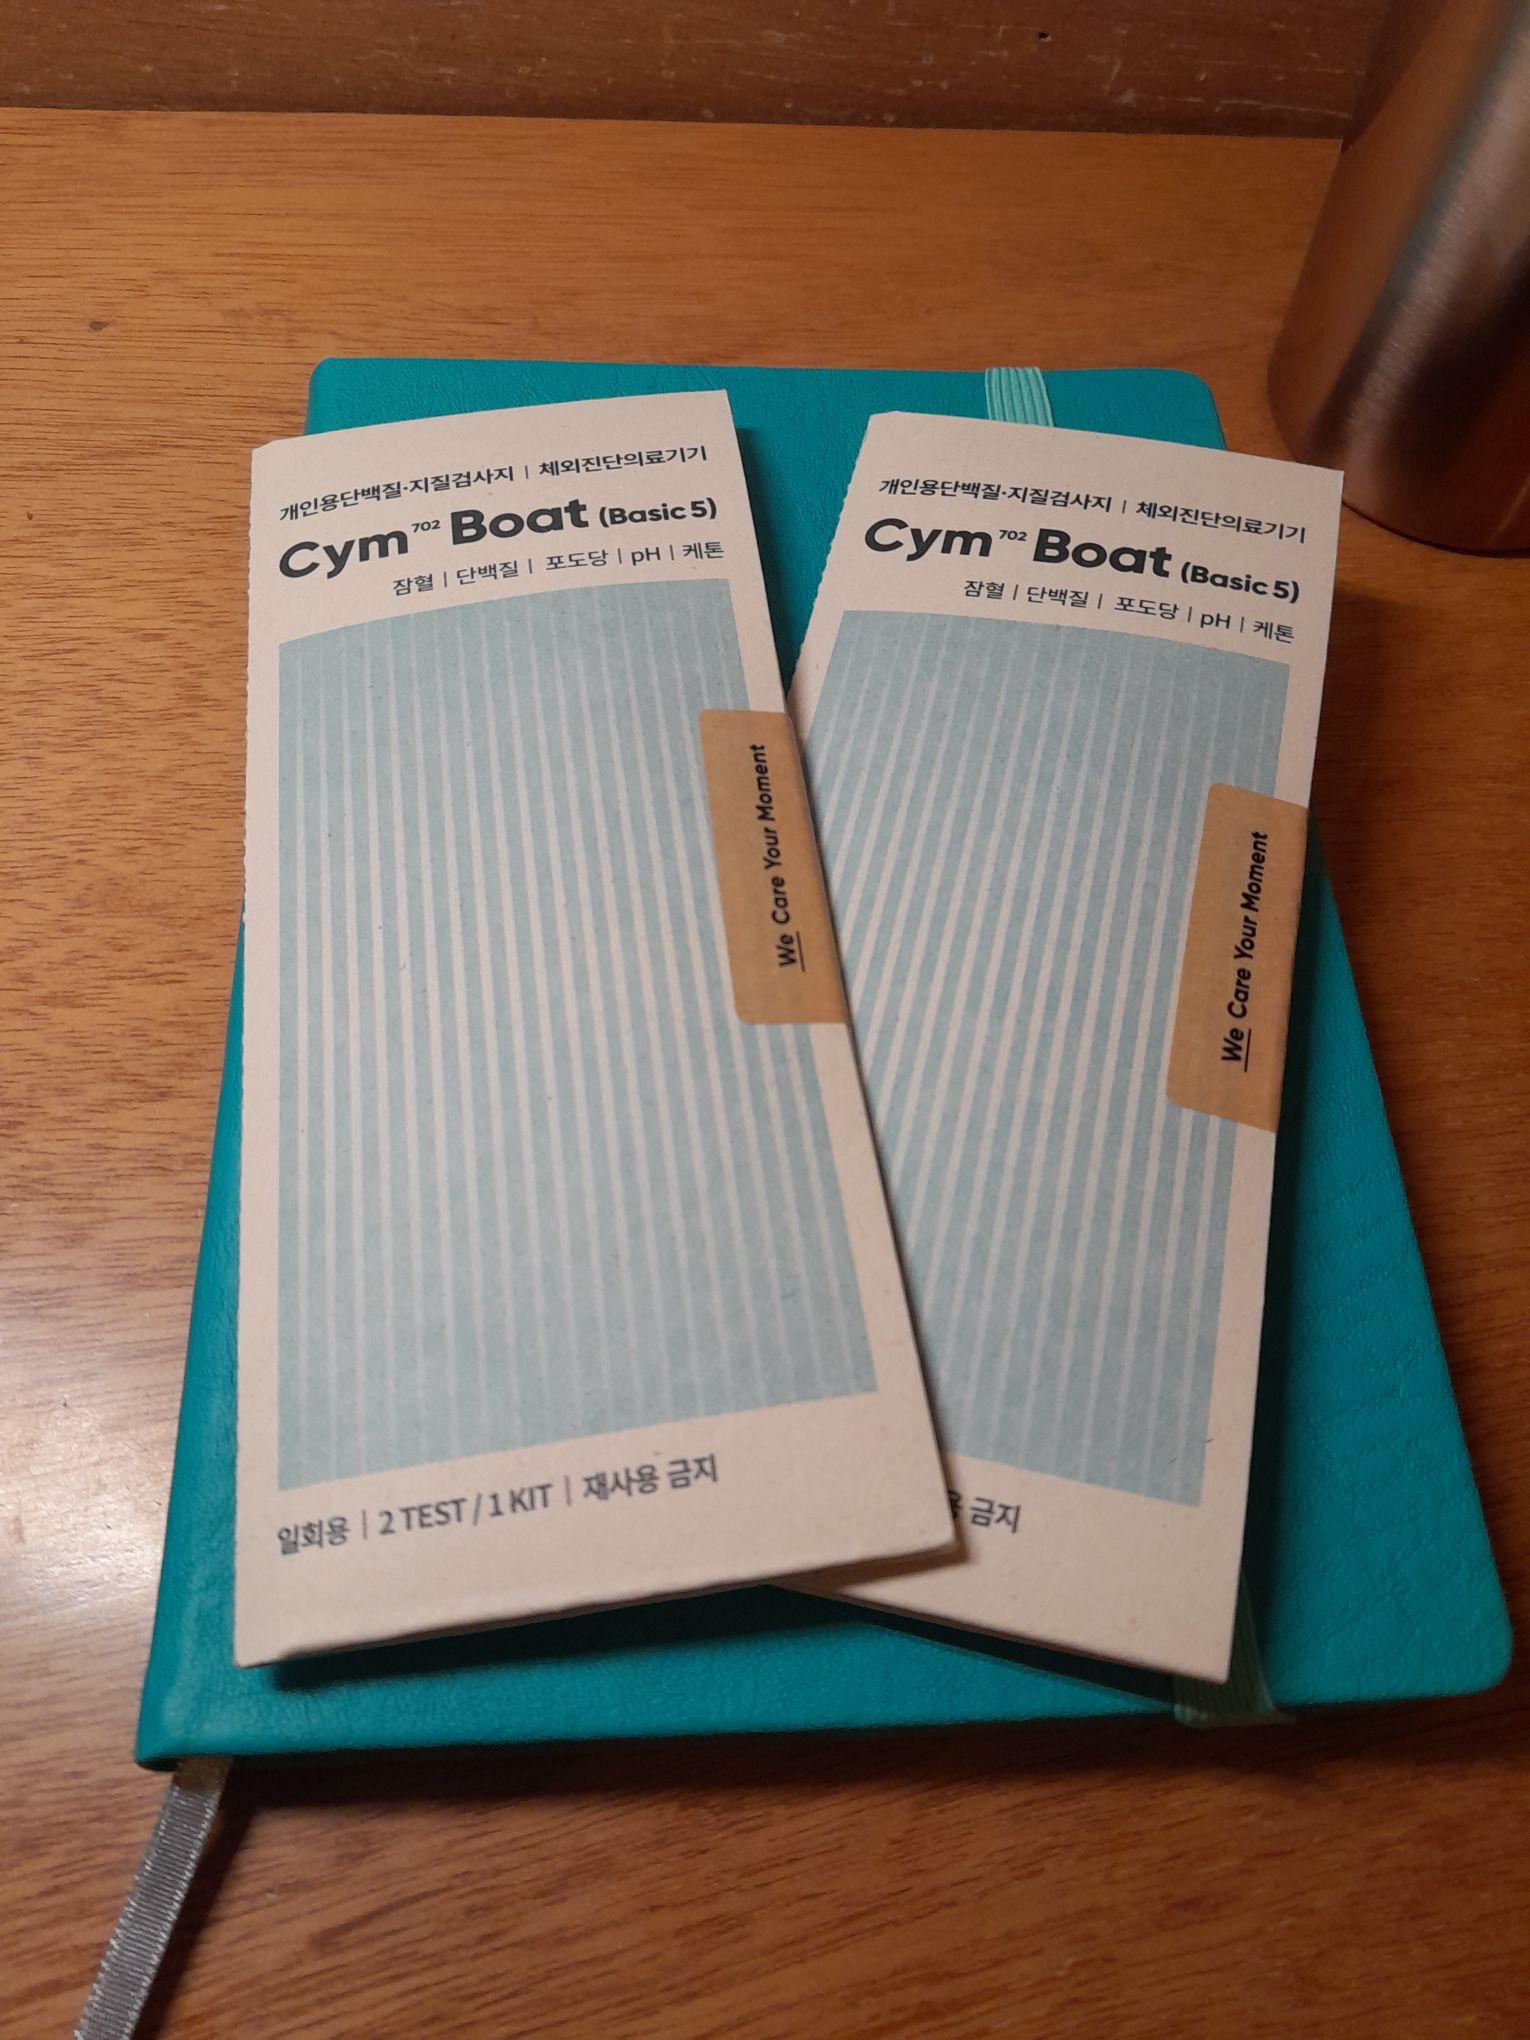 개인용단백질·지질검사지 | 체외진단의료기기
Cym 702 Boat (Basic 5)
잠혈 | 단백질 | 포도당 | pH | 케톤
We Care Your Moment
일회용 | 2 TEST / 1 KIT | 재사용 금지
개인용단백질·지질검사지 | 체외진단의료기기
Cym 702 Boat (Basic 5)
잠혈 | 단백질 | 포도당 | pH | 케톤
We Care Your Moment
금지